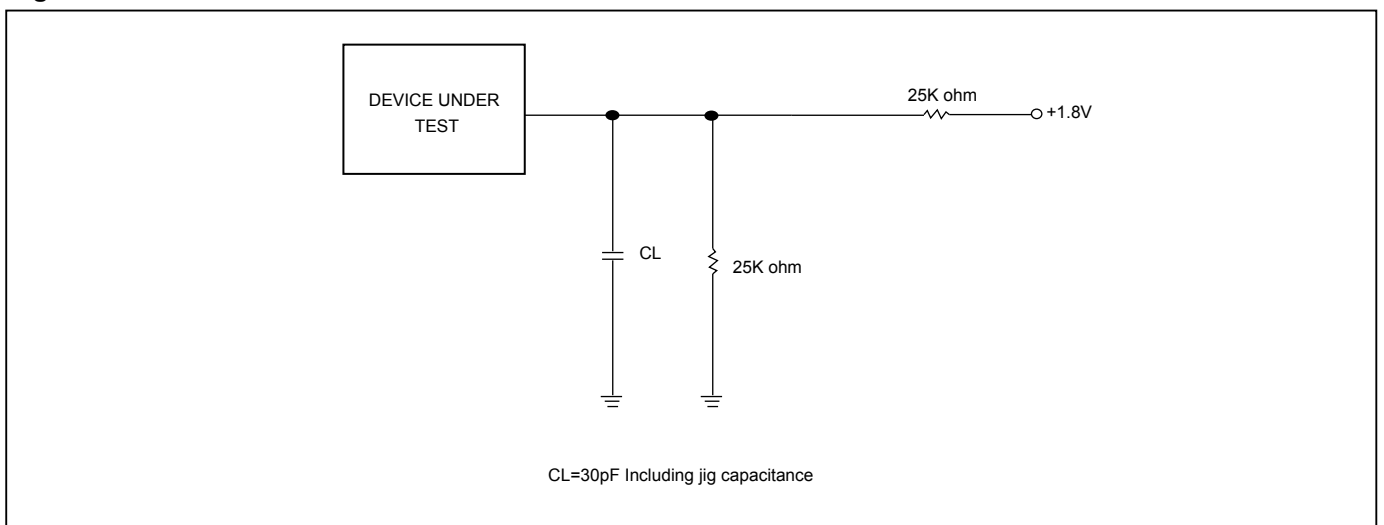 DEVICE UNDER
TEST
25K ohm
+1.8V
CL
25K ohm
CL=30pF Including jig capacitance